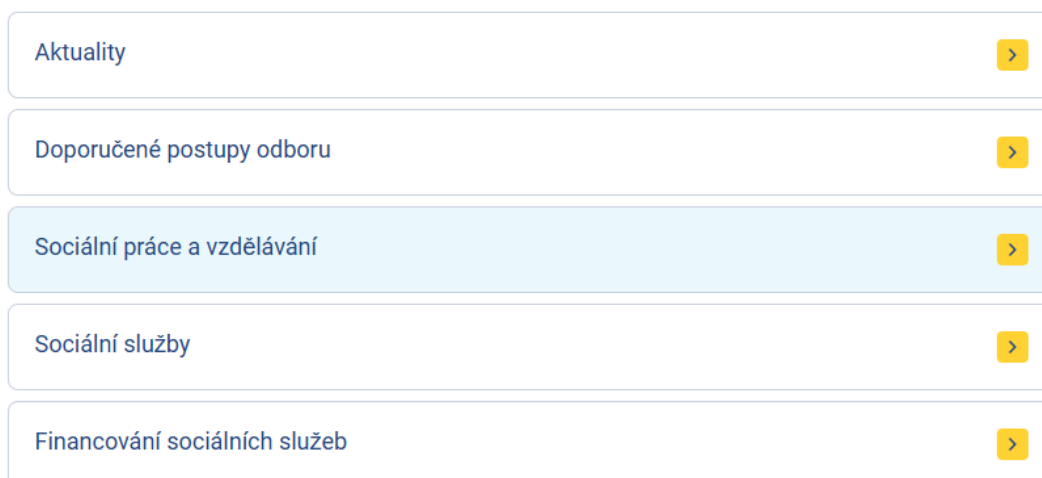 Aktuality
Doporučené postupy odboru
Sociální práce a vzdělávání
Sociální služby
Financování sociálních služeb